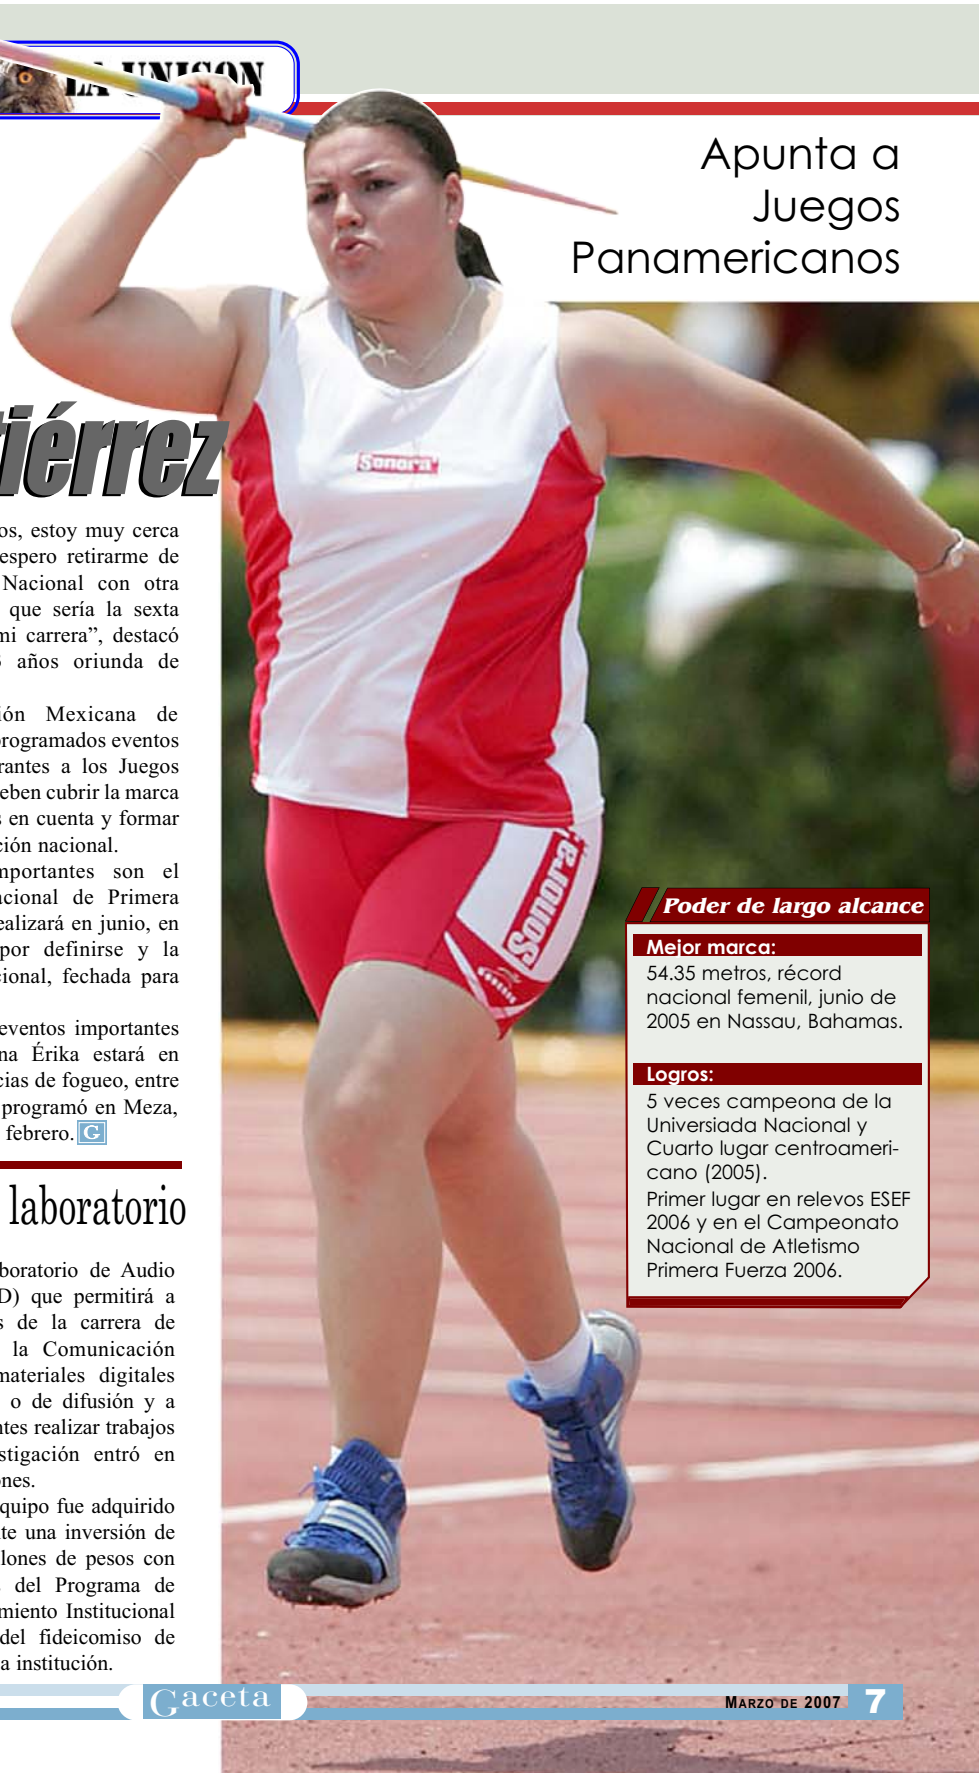 LA UNISON
Apunta a
Juegos
Panamericanos
tiérrez
os, estoy muy cerca
espero retirarme de
Nacional con otra
que sería la sexta
mi carrera”, destacó
años oriunda de
ión Mexicana de
programados eventos
rantes a los Juegos
eben cubrir la marca
s en cuenta y formar
ción nacional.
mportantes son el
acional de Primera
ealizará en junio, en
por definirse y la
cional, fechada para
eventos importantes
na Érika estará en
cias de fogueo, entre
programó en Meza,
febrero. G
laboratorio
boratorio de Audio
D) que permitirá a
s de la carrera de
la Comunicación
materiales digitales
o de difusión y a
ntes realizar trabajos
stigación entró en
ones.
quipo fue adquirido
te una inversión de
llones de pesos con
s del Programa de
miento Institucional
del fideicomiso de
a institución.
Sonora
Sonora
Poder de largo alcance
Mejor marca:
54.35 metros, récord
nacional femenil, junio de
2005 en Nassau, Bahamas.
Logros:
5 veces campeona de la
Universiada Nacional y
Cuarto lugar centroameri-
cano (2005).
Primer lugar en relevos ESEF
2006 y en el Campeonato
Nacional de Atletismo
Primera Fuerza 2006.
Gaceta
MARZO DE 2007 7